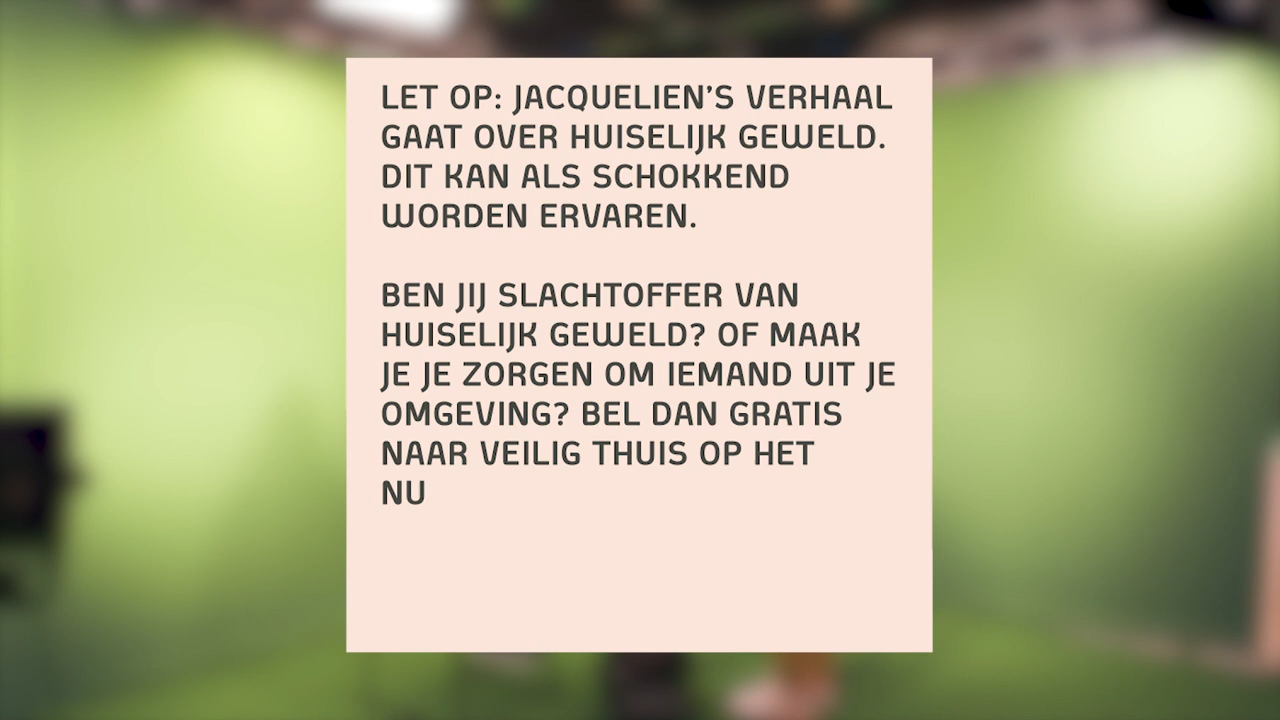 LET OP: JACQUELIEN'S VERHAAL
GAAT OVER HUISELIJK GEWELD.
DIT KAN ALS SCHOKKEND
WORDEN ERVAREN.
BEN JIJ SLACHTOFFER VAN
HUISELIJK GEWELD? OF MAAK
JE JE ZORGEN OM IEMAND UIT JE
OMGEVING? BEL DAN GRATIS
NAAR VEILIG THUIS OP HET
NU